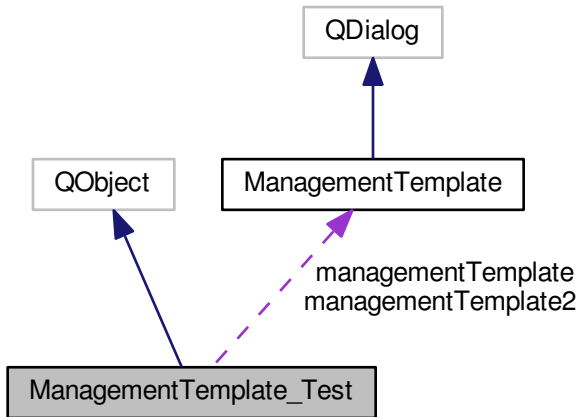 QDialog
QObject
ManagementTemplate
managementTemplate
managementTemplate2
ManagementTemplate_Test